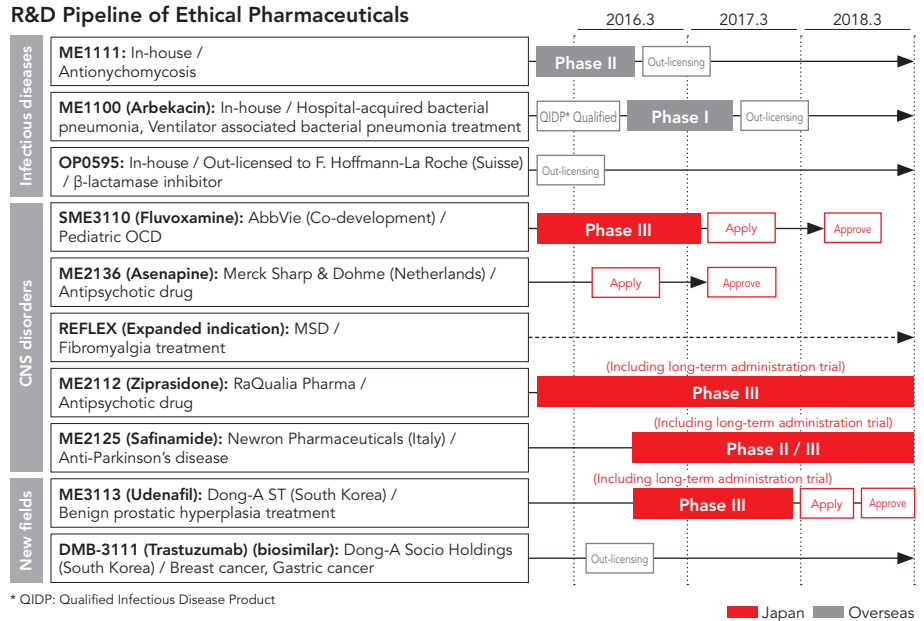 R&D Pipeline of Ethical Pharmaceuticals
2016.3
2017.3
2018.3
Infectious diseases
ME1111: In-house /
Antionychomycosis
Phase II
Out-licensing
ME1100 (Arbekacin): In-house / Hospital-acquired bacterial
pneumonia, Ventilator associated bacterial pneumonia treatment
QIDP* Qualified
Phase I
Out-licensing
OP0595: In-house / Out-licensed to F. Hoffmann-La Roche (Suisse)
/ β-lactamase inhibitor
Out-licensing
CNS disorders
SME3110 (Fluvoxamine): AbbVie (Co-development) /
Pediatric OCD
Phase III
Apply
Approve
ME2136 (Asenapine): Merck Sharp & Dohme (Netherlands) /
Antipsychotic drug
Apply
Approve
REFLEX (Expanded indication): MSD /
Fibromyalgia treatment
ME2112 (Ziprasidone): RaQualia Pharma /
Antipsychotic drug
(Including long-term administration trial)
Phase III
ME2125 (Safinamide): Newron Pharmaceuticals (Italy) /
Anti-Parkinson's disease
(Including long-term administration trial)
Phase II / III
New fields
ME3113 (Udenafil): Dong-A ST (South Korea) /
Benign prostatic hyperplasia treatment
(Including long-term administration trial)
Phase III
Apply
Approve
DMB-3111 (Trastuzumab) (biosimilar): Dong-A Socio Holdings
(South Korea) / Breast cancer, Gastric cancer
Out-licensing
* QIDP: Qualified Infectious Disease Product
Japan
Overseas